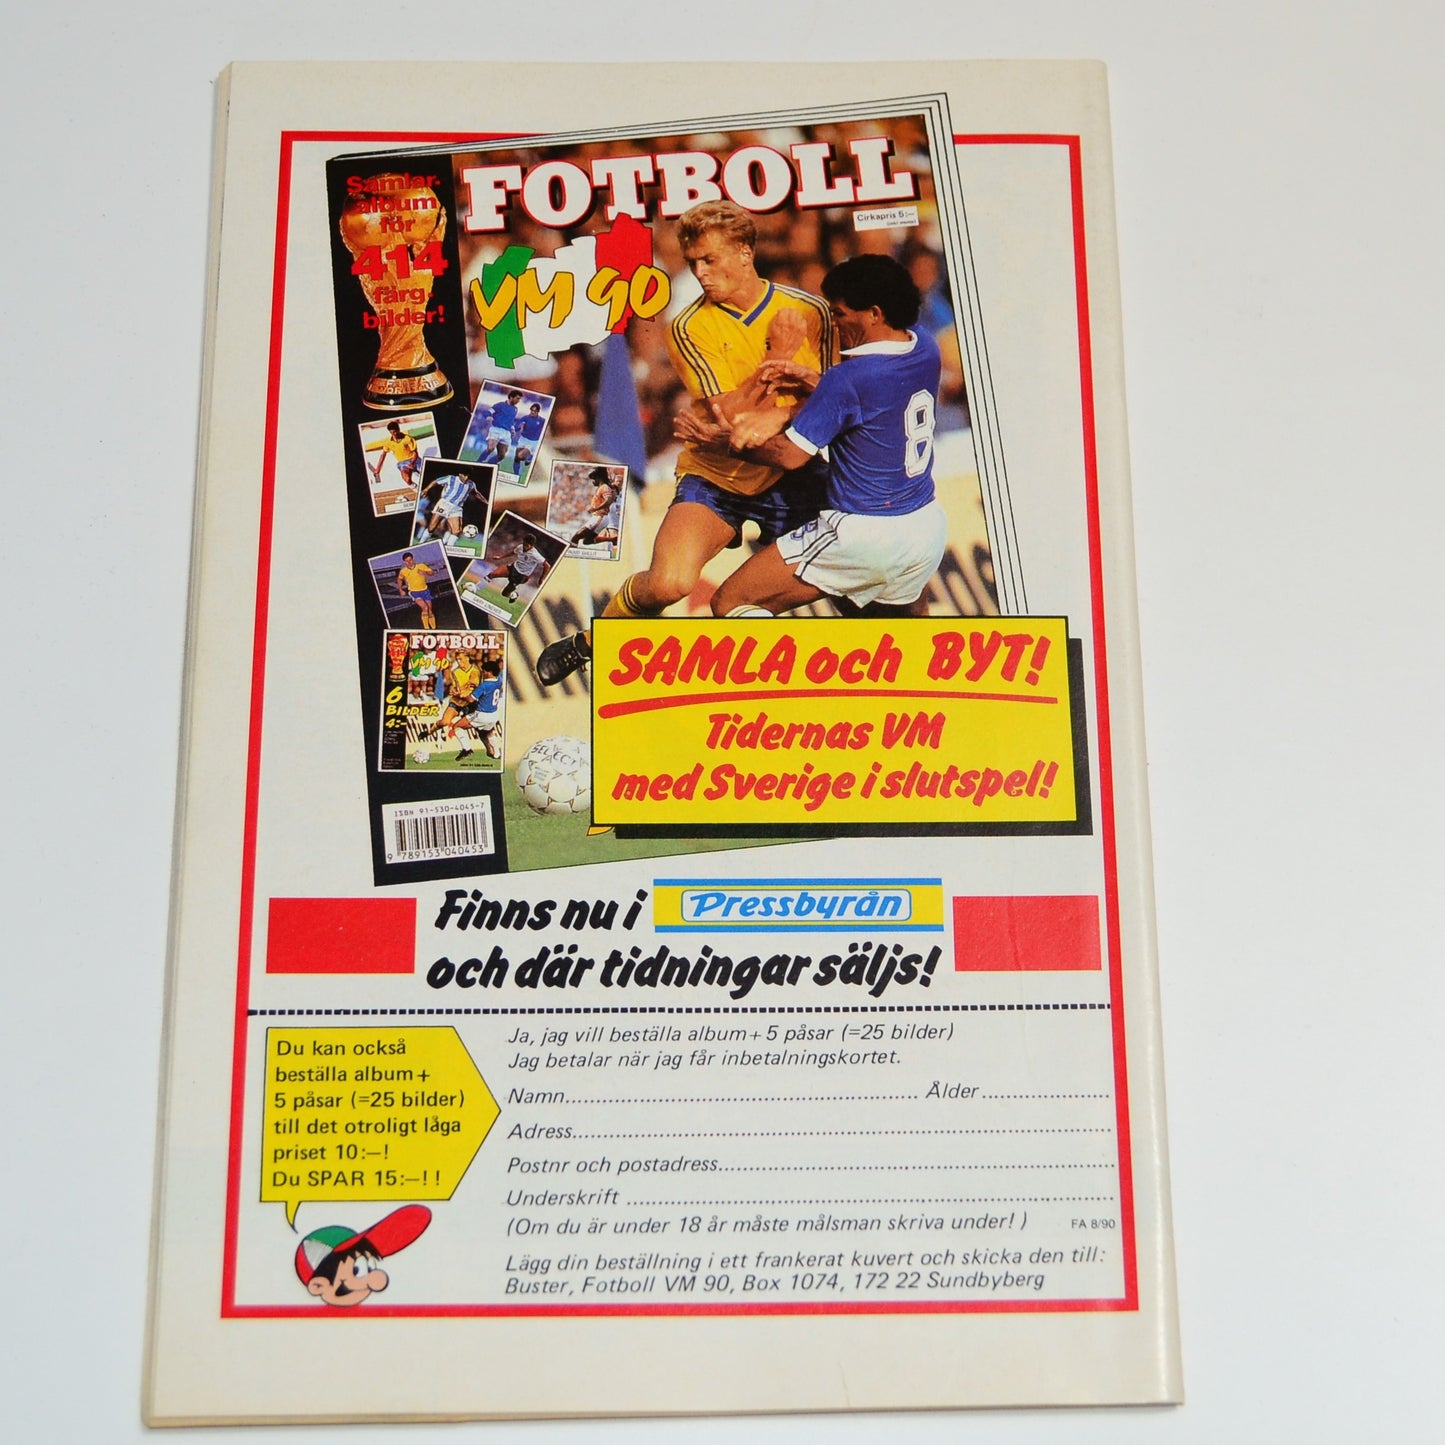 Samlar-
album
för
414
färg-
bilder!
FOTBOLL
Cirkapris 5:–
VM 90
FOTBOLL
VM 90
6
BILDER
4:–
8
SELECT
ISBN 91-530-4045-7
9 789153 040453
SAMLA och BYT!
Tidernas VM
med Sverige i slutspel!
Finns nu i Pressbyrån
och där tidningar säljs!
Du kan också
beställa album +
5 påsar (=25 bilder)
till det otroligt låga
priset 10:–!
Du SPAR 15:–!!
Ja, jag vill beställa album + 5 påsar (=25 bilder)
Jag betalar när jag får inbetalningskortet.
Namn........ Ålder........
Adress........
Postnr och postadress........
Underskrift ........
(Om du är under 18 år måste målsman skriva under!) FA 8/90
Lägg din beställning i ett frankerat kuvert och skicka den till:
Buster, Fotboll VM 90, Box 1074, 172 22 Sundbyberg